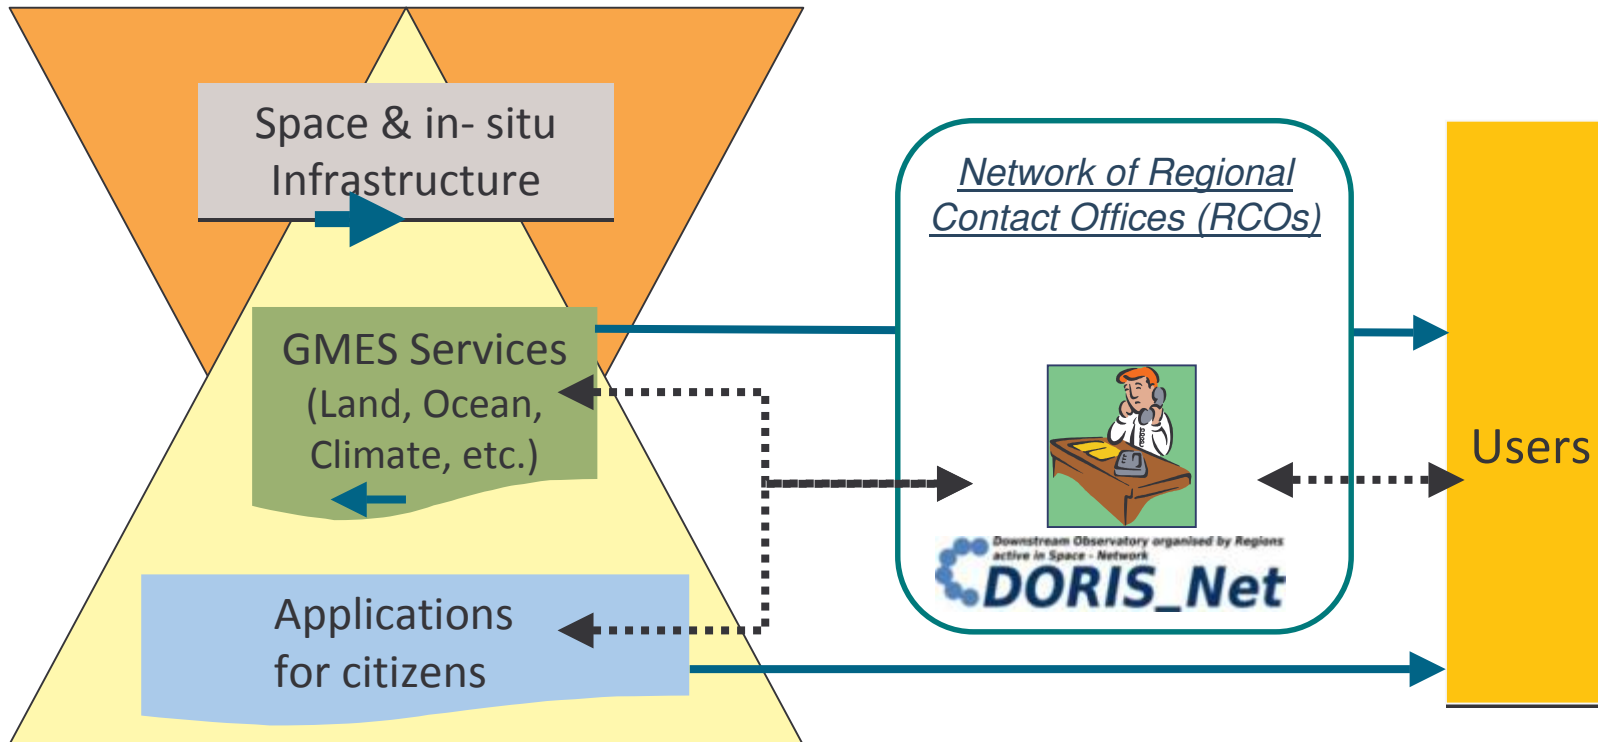 Space & in- situ
Infrastructure
GMES Services
(Land, Ocean,
Climate, etc.)
Applications
for citizens
Network of Regional
Contact Offices (RCOs)
Downstream Observatory organised by Regions
active in Space - Network
DORIS_Net
Users